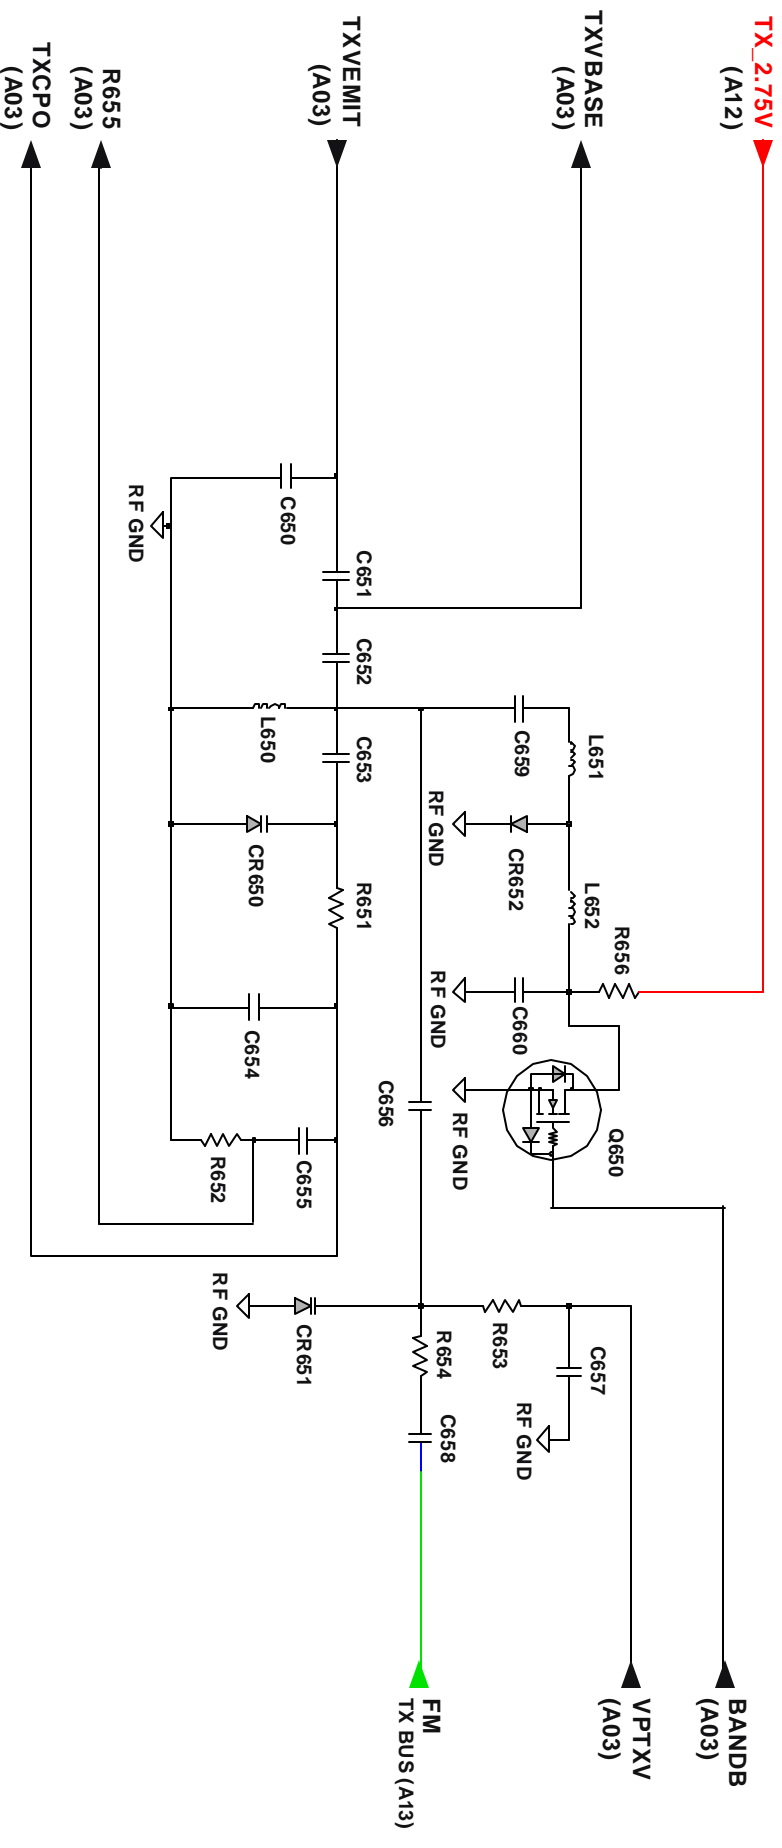 TX_2.75V
(A12)
TXVBASE
(A03)
TXVEMIT
(A03)
R655
(A03)
TXCPO
(A03)
C650
RF GND
C651
C652
L650
C653
C659
L651
RF GND
CR652
CR650
R651
L652
R656
RF GND
C660
C654
C656
RF GND
Q650
R652
C655
RF GND
CR651
R654
R653
C657
C658
RF GND
FM
TX BUS (A13)
VPTXV
(A03)
BANDB
(A03)